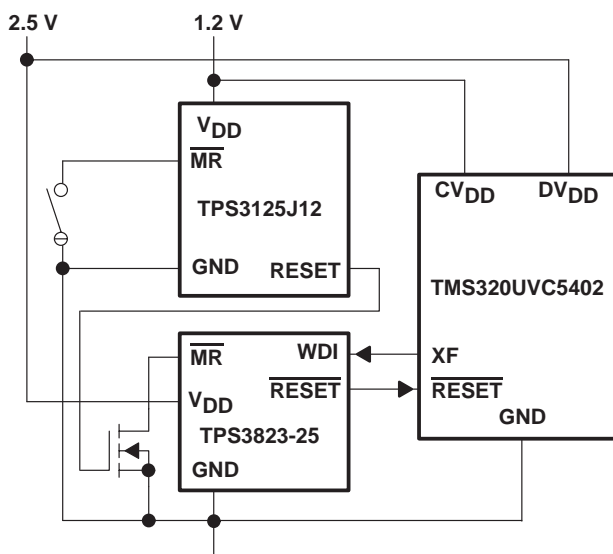 2.5 V
1.2 V
VDD
MR
TPS3125J12
GND
RESET
CVDD
DVDD
TMS320UVC5402
XF
RESET
GND
MR
WDI
VDD
RESET
TPS3823-25
GND